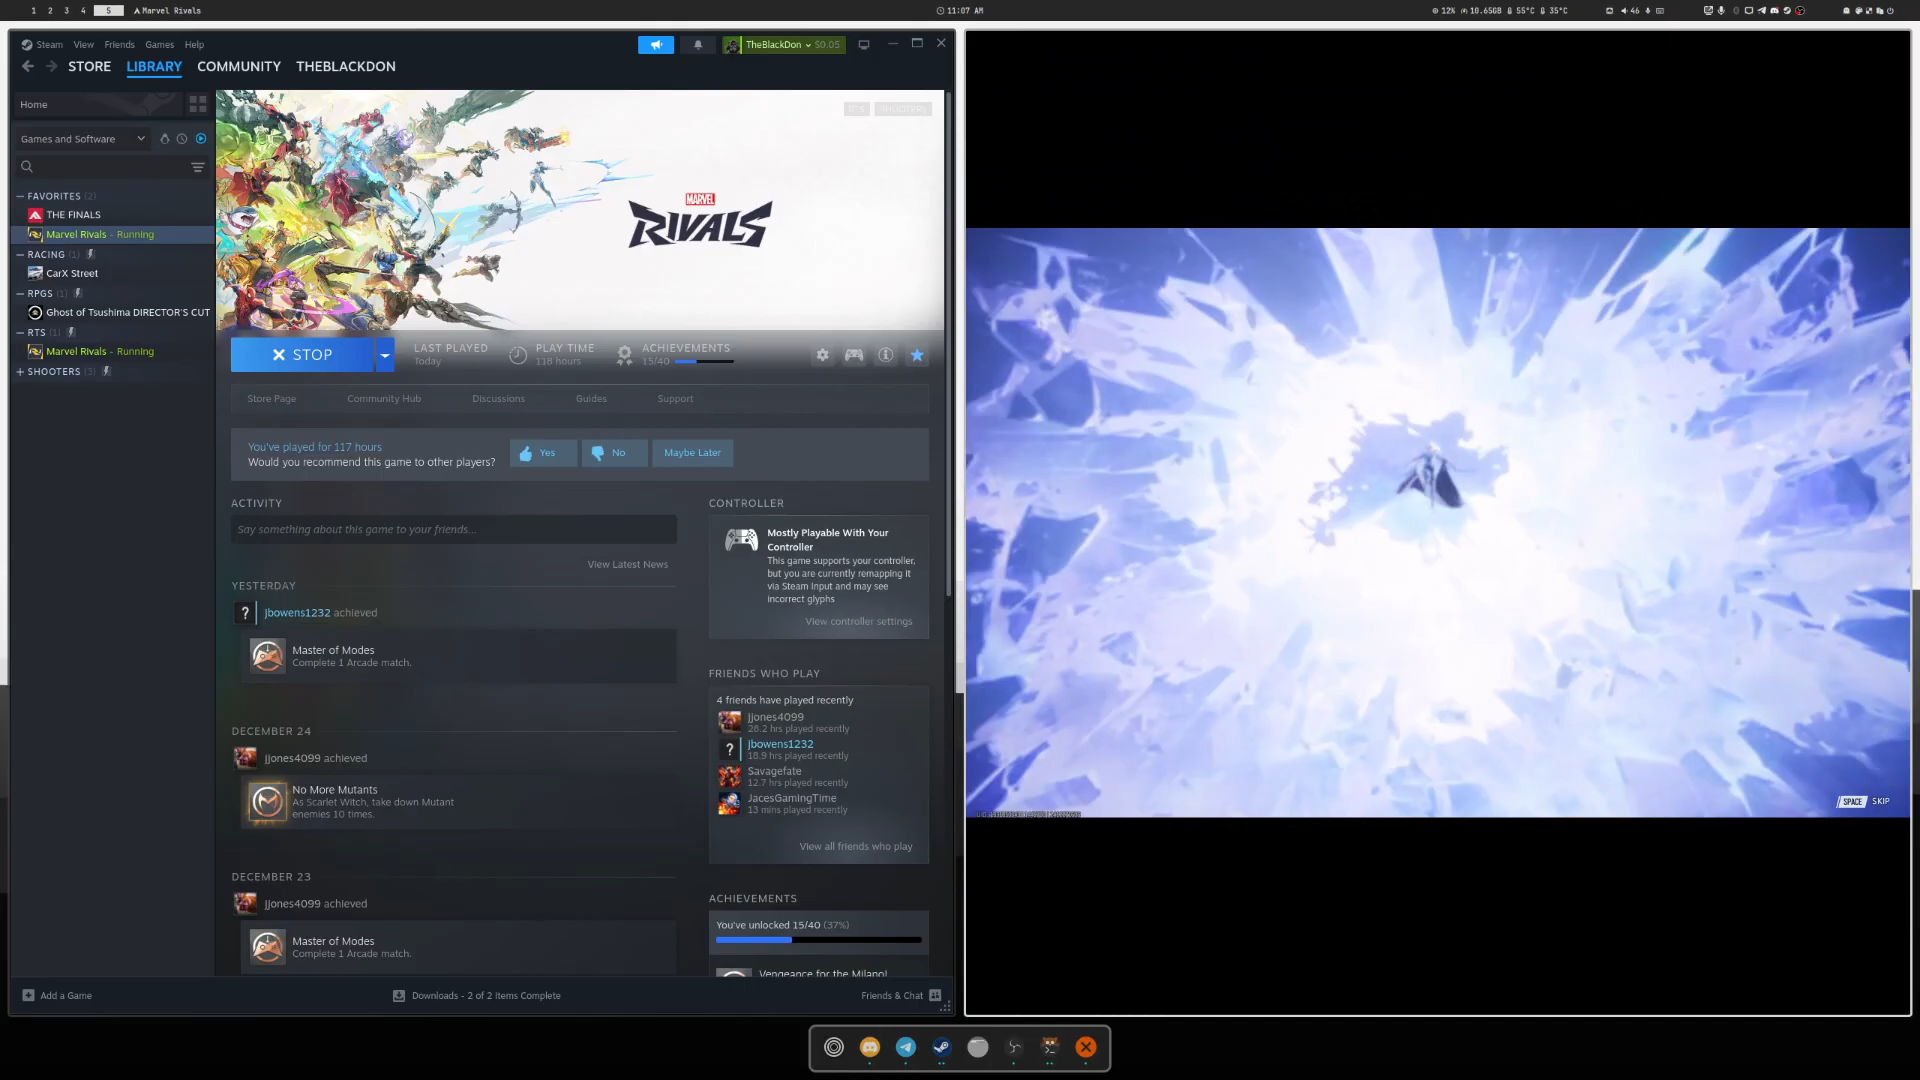 1 2 3 4 5 Marvel Rivals
11:07 AM
12% 10.65GB 55°C 35°C
46
Steam View Friends Games Help
TheBlackDon $0.05
STORE LIBRARY COMMUNITY THEBLACKDON
Home
Games and Software
FAVORITES (2)
THE FINALS
Marvel Rivals - Running
RACING (1)
CarX Street
RPGS (1)
Ghost of Tsushima DIRECTOR'S CUT
RTS (1)
Marvel Rivals - Running
SHOOTERS (3)
RTS SHOOTERS
MARVEL
RIVALS
STOP
LAST PLAYED
Today
PLAY TIME
118 hours
ACHIEVEMENTS
15/40
Store Page Community Hub Discussions Guides Support
You've played for 117 hours
Would you recommend this game to other players?
Yes No Maybe Later
ACTIVITY
Say something about this game to your friends...
View Latest News
YESTERDAY
Jbowens1232 achieved
Master of Modes
Complete 1 Arcade match.
DECEMBER 24
JJones4099 achieved
No More Mutants
As Scarlet Witch, take down Mutant
enemies 10 times.
DECEMBER 23
JJones4099 achieved
Master of Modes
Complete 1 Arcade match.
CONTROLLER
Mostly Playable With Your
Controller
This game supports your controller,
but you are currently remapping it
via Steam Input and may see
incorrect glyphs
View controller settings
FRIENDS WHO PLAY
4 friends have played recently
JJones4099
28.2 hrs played recently
Jbowens1232
18.9 hrs played recently
Savagefate
12.7 hrs played recently
JacesGamingTime
13 mins played recently
View all friends who play
ACHIEVEMENTS
You've unlocked 15/40 (37%)
Vengeance for the Milano!
Add a Game
Downloads - 2 of 2 Items Complete
Friends & Chat
SPACE SKIP